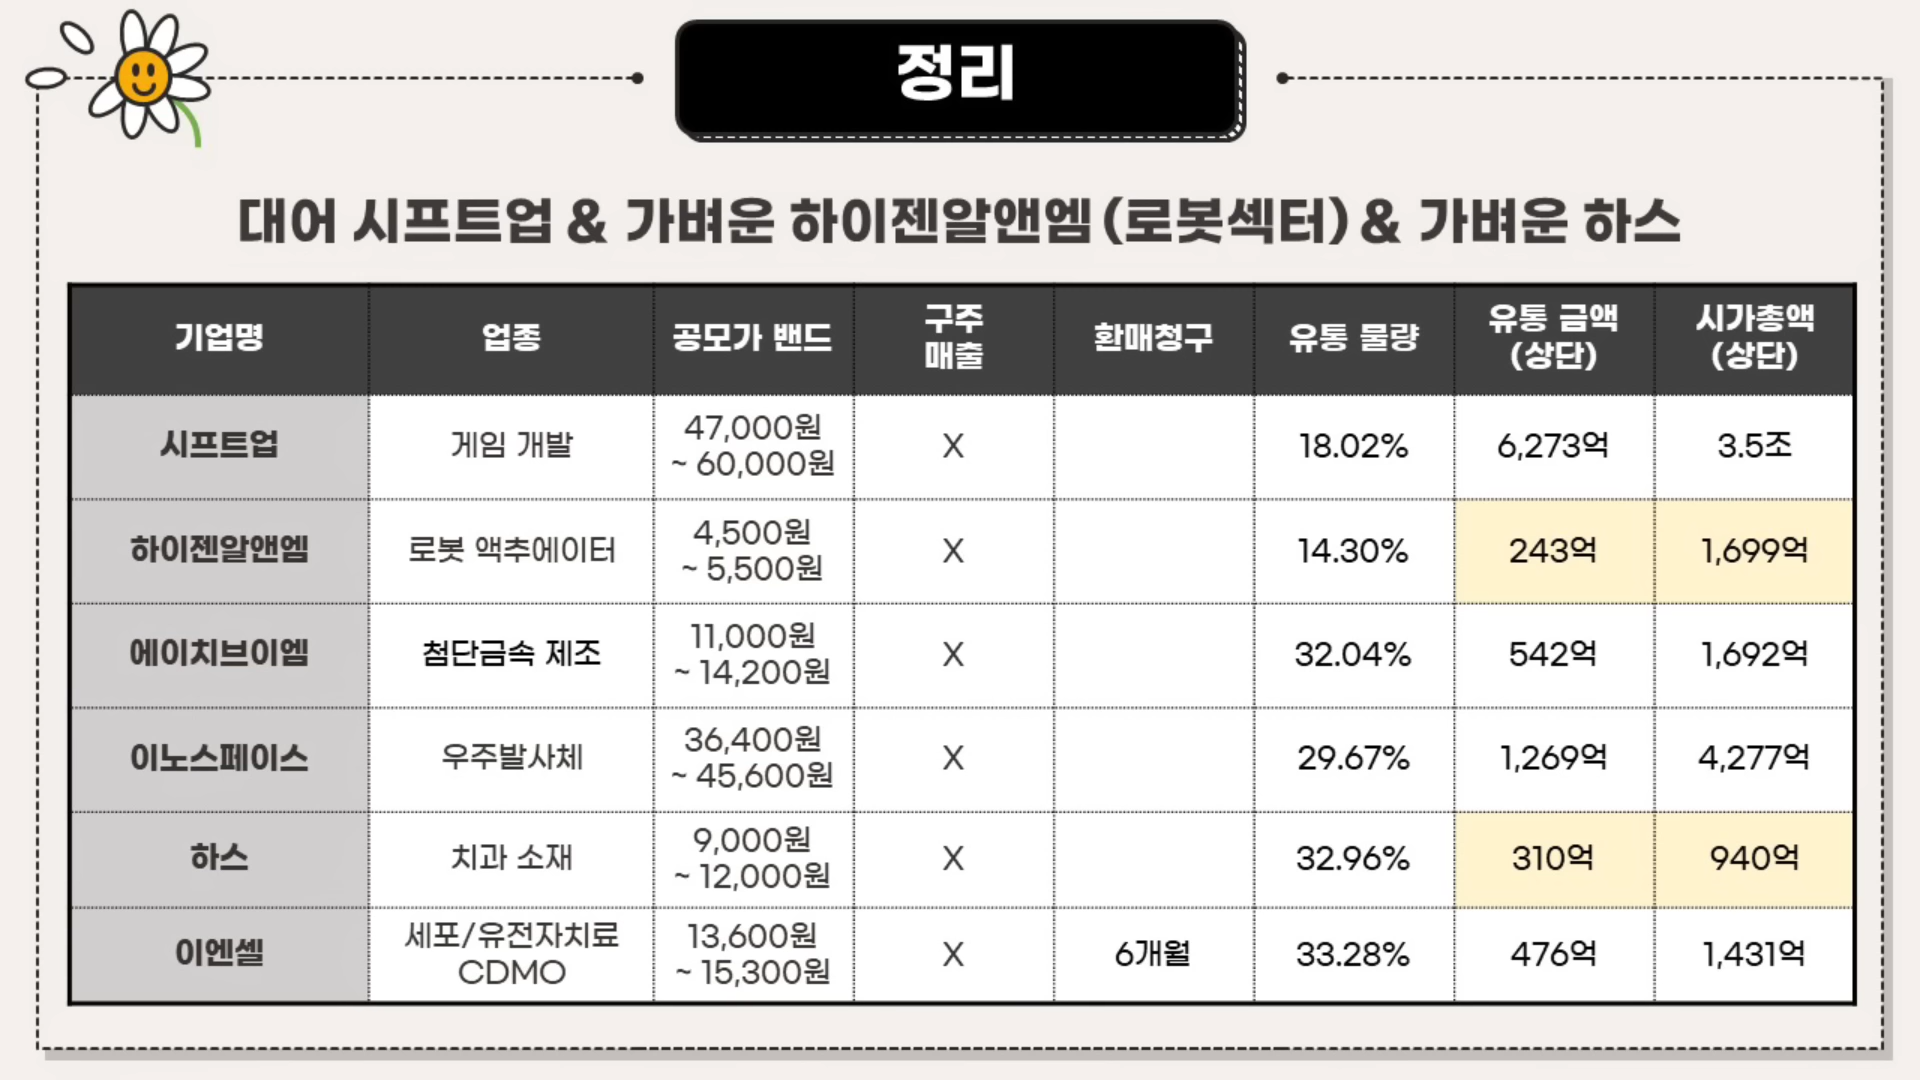 정리
대어 시프트업 & 가벼운 하이젠알앤엠 (로봇섹터) & 가벼운 하스
기업명 업종 공모가 밴드 구주 매출 환매청구 유통 물량 유통 금액 (상단) 시가총액 (상단)
시프트업 게임 개발 47,000원 ~ 60,000원 X 18.02% 6,273억 3.5조
하이젠알앤엠 로봇 액추에이터 4,500원 ~ 5,500원 X 14.30% 243억 1,699억
에이치브이엠 첨단금속 제조 11,000원 ~ 14,200원 X 32.04% 542억 1,692억
이노스페이스 우주발사체 36,400원 ~ 45,600원 X 29.67% 1,269억 4,277억
하스 치과 소재 9,000원 ~ 12,000원 X 32.96% 310억 940억
이엔셀 세포/유전자치료 CDMO 13,600원 ~ 15,300원 X 6개월 33.28% 476억 1,431억